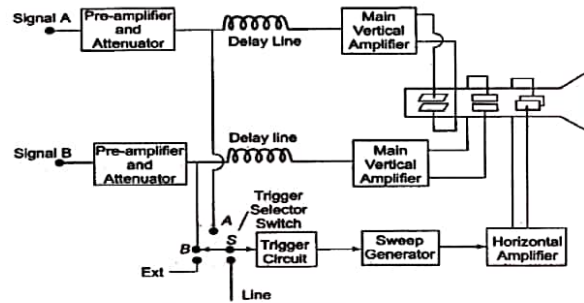 Signal A
Pre-amplifier
and
Attenuator
Delay Line
Main
Vertical
Amplifier
Signal B
Pre-amplifier
and
Attenuator
Delay line
Main
Vertical
Amplifier
Trigger
Selector
Switch
A
B
S
Ext
Line
Trigger
Circuit
Sweep
Generator
Horizontal
Amplifier